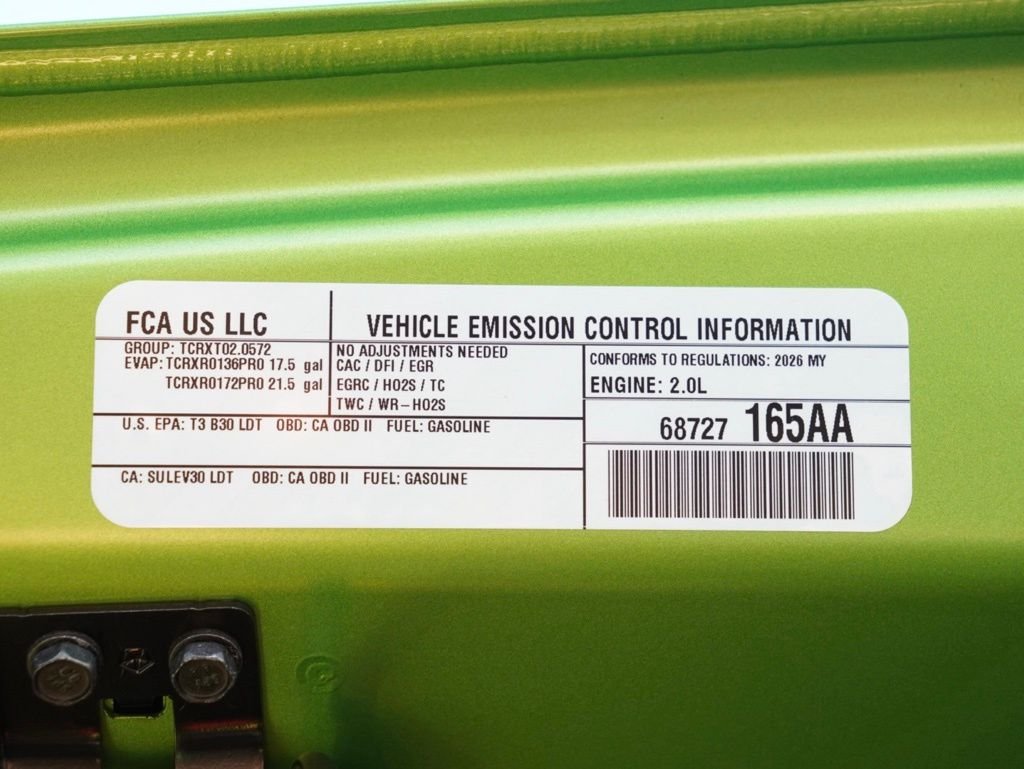 FCA US LLC
VEHICLE EMISSION CONTROL INFORMATION
GROUP: TCRXT02.0572
EVAP: TCRXR0136PR0 17.5 gal
TCRXR0172PR0 21.5 gal
NO ADJUSTMENTS NEEDED
CAC / DFI / EGR
EGRC / HO2S / TC
TWC / WR-HO2S
CONFORMS TO REGULATIONS: 2026 MY
ENGINE: 2.0L
68727 165AA
U.S. EPA: T3 B30 LDT OBD: CA OBD II FUEL: GASOLINE
CA: SULEV30 LDT OBD: CA OBD II FUEL: GASOLINE